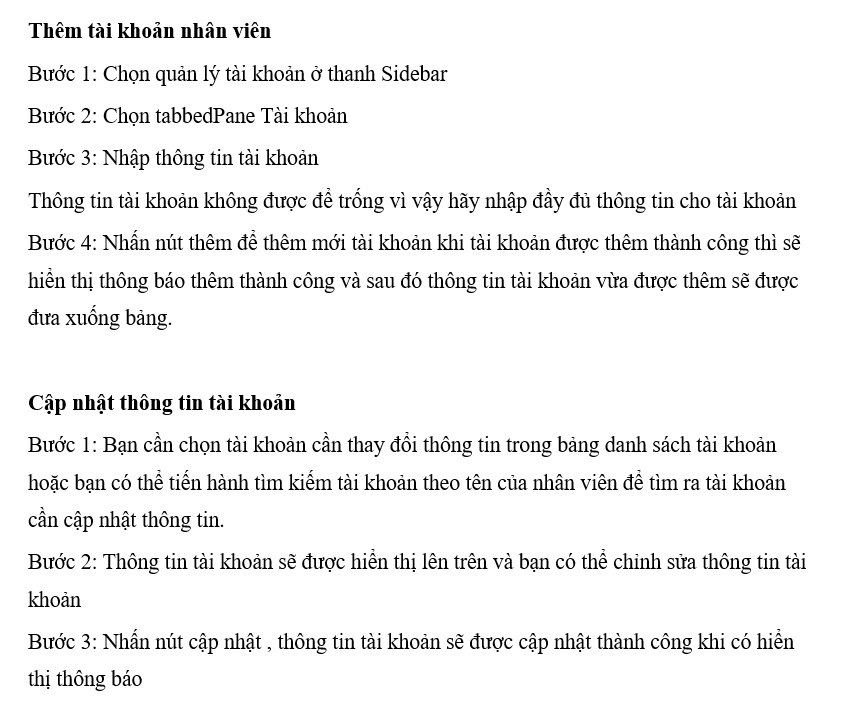 Thêm tài khoản nhân viên
Bước 1: Chọn quản lý tài khoản ở thanh Sidebar
Bước 2: Chọn tabbedPane Tài khoản
Bước 3: Nhập thông tin tài khoản
Thông tin tài khoản không được để trống vì vậy hãy nhập đầy đủ thông tin cho tài khoản
Bước 4: Nhấn nút thêm để thêm mới tài khoản khi tài khoản được thêm thành công thì sẽ
hiển thị thông báo thêm thành công và sau đó thông tin tài khoản vừa được thêm sẽ được
đưa xuống bảng.
Cập nhật thông tin tài khoản
Bước 1: Bạn cần chọn tài khoản cần thay đổi thông tin trong bảng danh sách tài khoản
hoặc bạn có thể tiến hành tìm kiếm tài khoản theo tên của nhân viên để tìm ra tài khoản
cần cập nhật thông tin.
Bước 2: Thông tin tài khoản sẽ được hiển thị lên trên và bạn có thể chỉnh sửa thông tin tài
khoản
Bước 3: Nhấn nút cập nhật , thông tin tài khoản sẽ được cập nhật thành công khi có hiển
thị thông báo